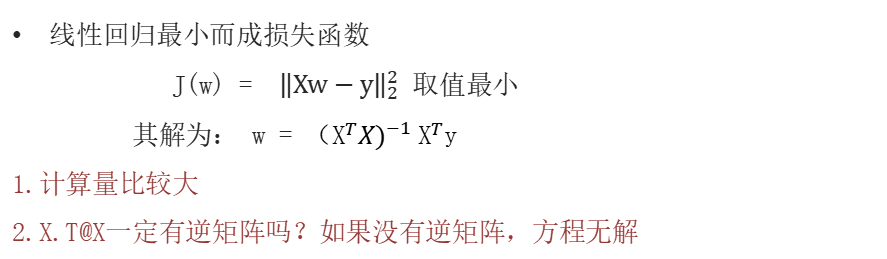 • 线性回归最小而成损失函数
J(w) = ‖Xw − y‖₂² 取值最小
其解为： w = （XᵀX)⁻¹ Xᵀy
1.计算量比较大
2.X.T@X一定有逆矩阵吗？如果没有逆矩阵，方程无解